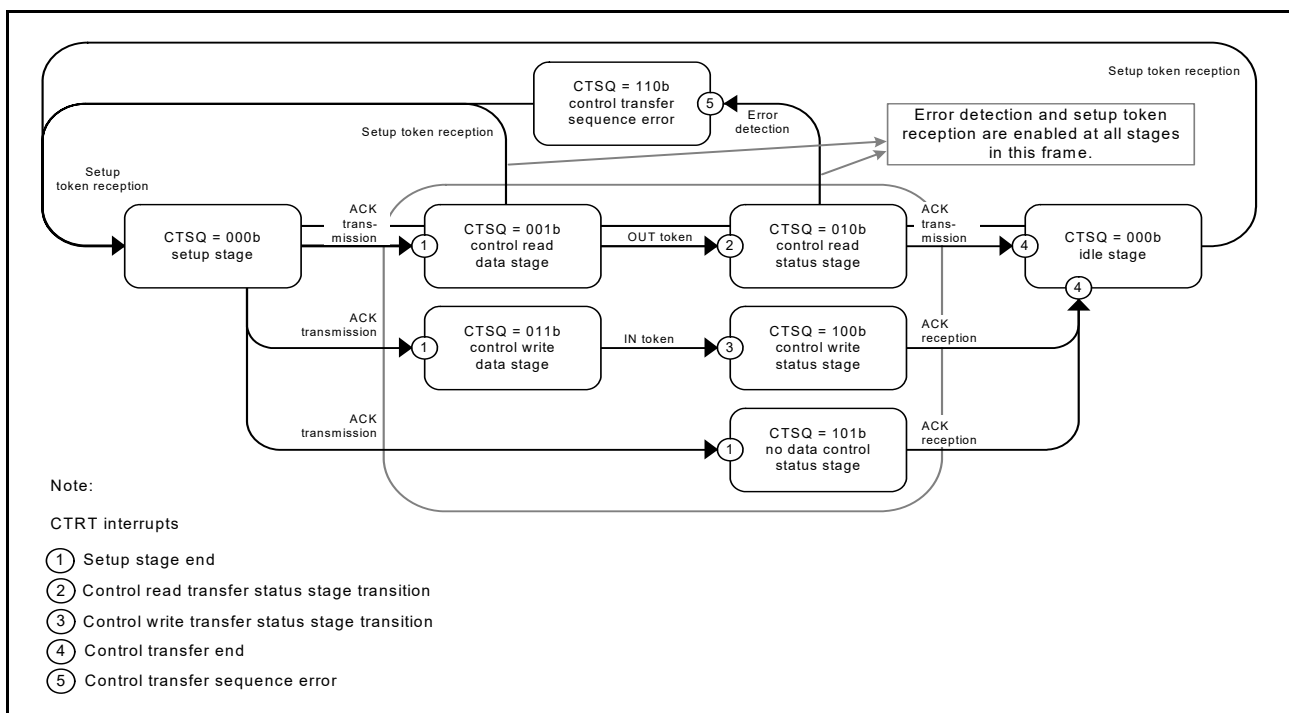 Setup token reception
CTSQ = 110b
control transfer
sequence error
5
Error
detection
Setup token reception
Error detection and setup token
reception are enabled at all stages
in this frame.
Setup
token reception
CTSQ = 000b
setup stage
ACK
trans-
mission
1
CTSQ = 001b
control read
data stage
OUT token
2
CTSQ = 010b
control read
status stage
ACK
trans-
mission
4
CTSQ = 000b
idle stage
4
ACK
transmission
1
CTSQ = 011b
control write
data stage
IN token
3
CTSQ = 100b
control write
status stage
ACK
reception
ACK
transmission
1
CTSQ = 101b
no data control
status stage
ACK
reception
Note:
CTRT interrupts
1 Setup stage end
2 Control read transfer status stage transition
3 Control write transfer status stage transition
4 Control transfer end
5 Control transfer sequence error